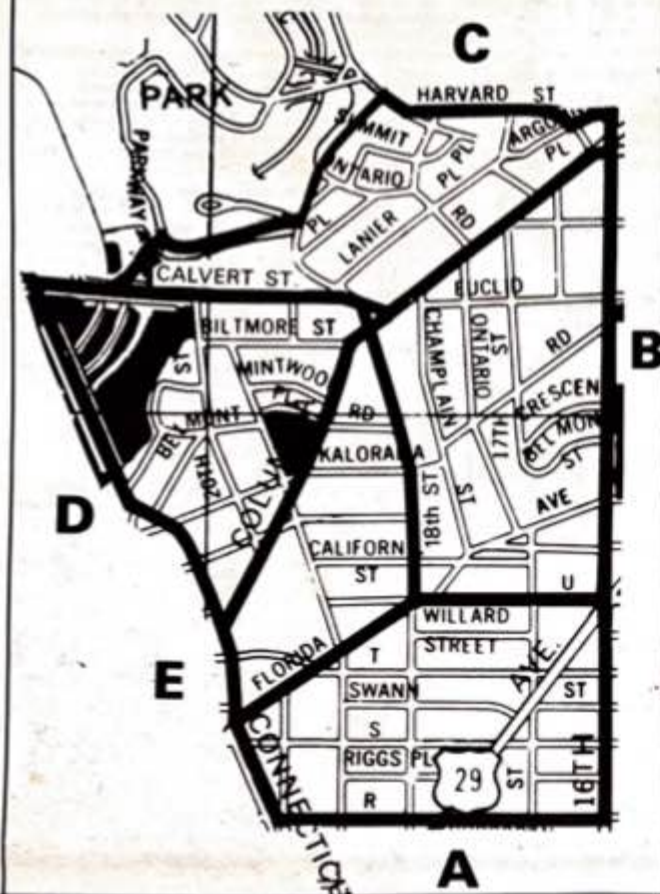 C
HARVARD ST
PARK
SUMMIT
ARGO
PL
ONTARIO
PL
PL
PARKWAY
PL
LANIER
RD
CALVERT ST.
EUCLID
BILTMORE ST
CHAMPLAIN
ONTARIO
ST
RD
B
ST
MINTWOO
PLACE
CRESCEN
BELMONT
RD
17TH
BELMON
ST
KALORAMA
20TH
COLUM
ST
AVE
D
18th ST
CALIFORN
ST
U
WILLARD
STREET
FLORIDA
T
AVE.
E
SWANN
ST
CONNECTICUT
S
RIGGS PL
29
ST
16TH
R
A